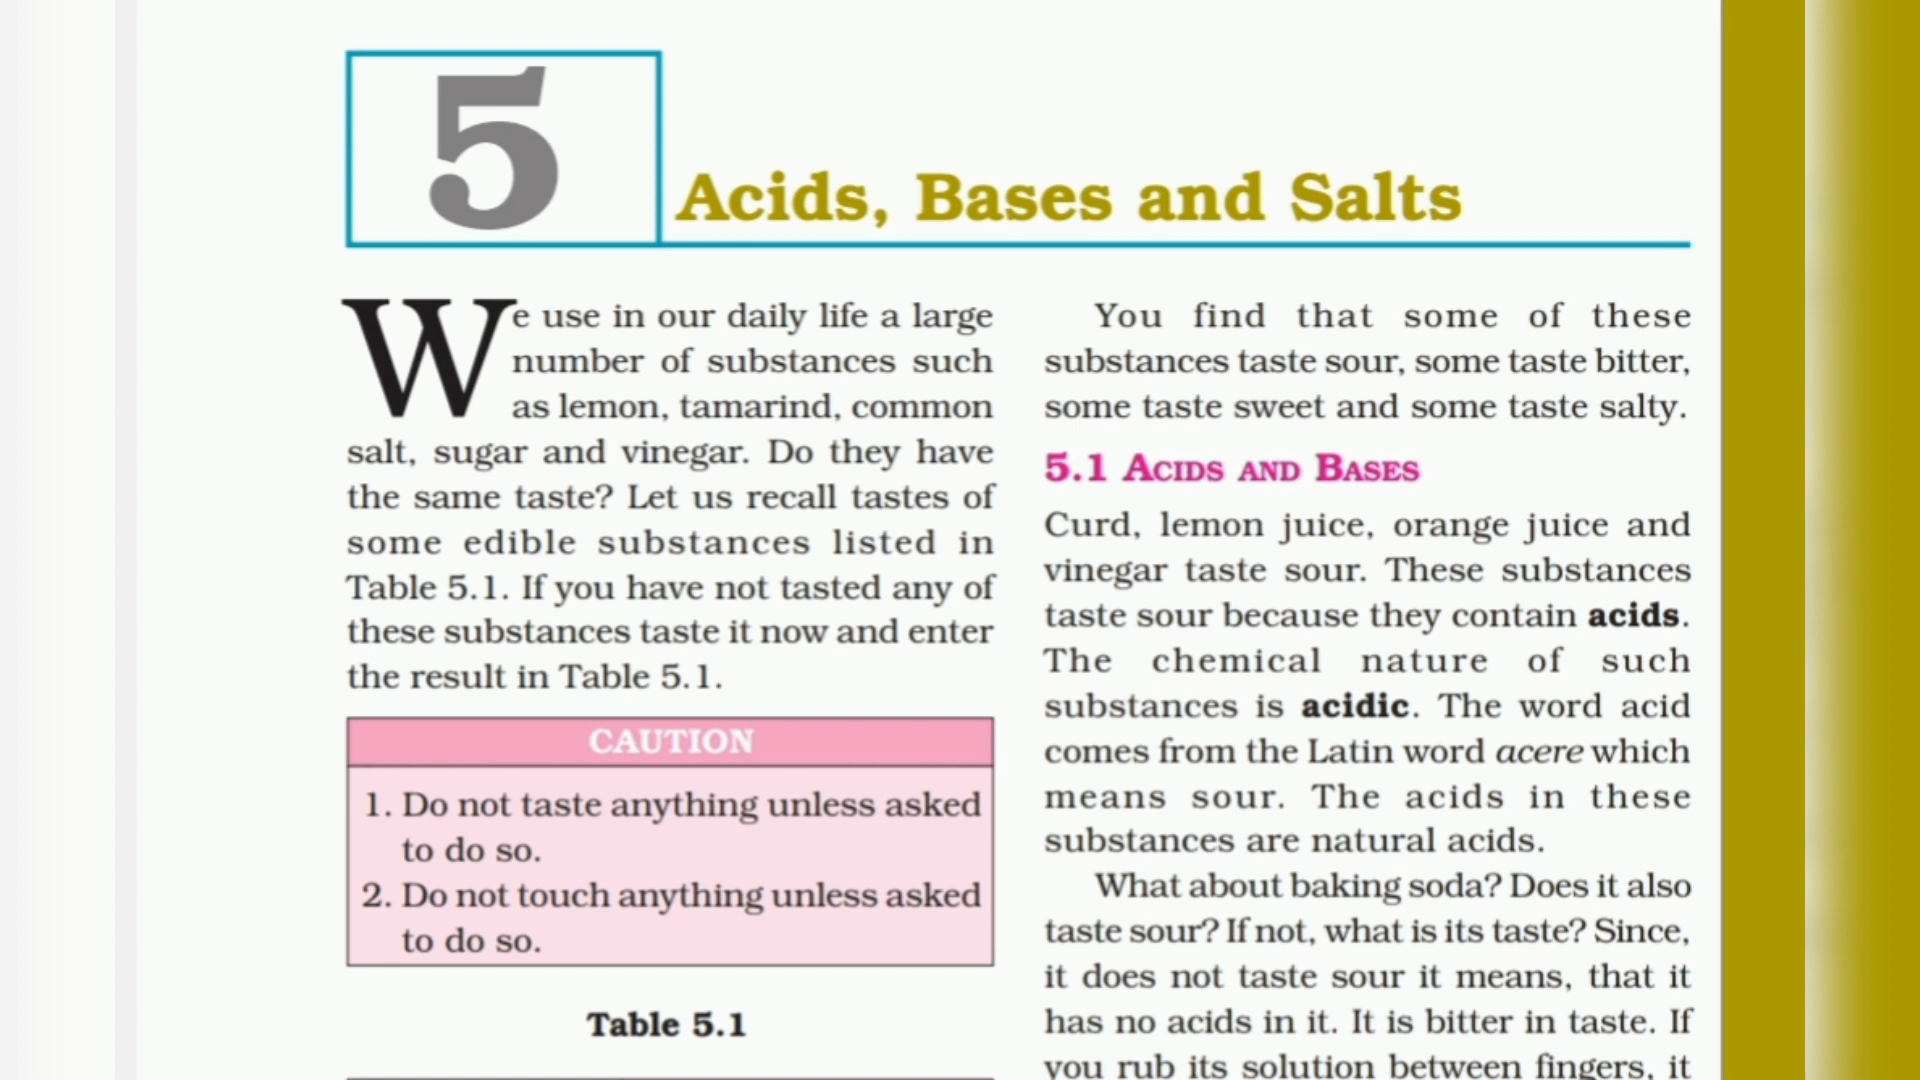 5
Acids, Bases and Salts
We use in our daily life a large
number of substances such
as lemon, tamarind, common
salt, sugar and vinegar. Do they have
the same taste? Let us recall tastes of
some edible substances listed in
Table 5.1. If you have not tasted any of
these substances taste it now and enter
the result in Table 5.1.
CAUTION
1. Do not taste anything unless asked
to do so.
2. Do not touch anything unless asked
to do so.
Table 5.1
You find that some of these
substances taste sour, some taste bitter,
some taste sweet and some taste salty.
5.1 ACIDS AND BASES
Curd, lemon juice, orange juice and
vinegar taste sour. These substances
taste sour because they contain acids.
The chemical nature of such
substances is acidic. The word acid
comes from the Latin word acere which
means sour. The acids in these
substances are natural acids.
What about baking soda? Does it also
taste sour? If not, what is its taste? Since,
it does not taste sour it means, that it
has no acids in it. It is bitter in taste. If
you rub its solution between fingers, it